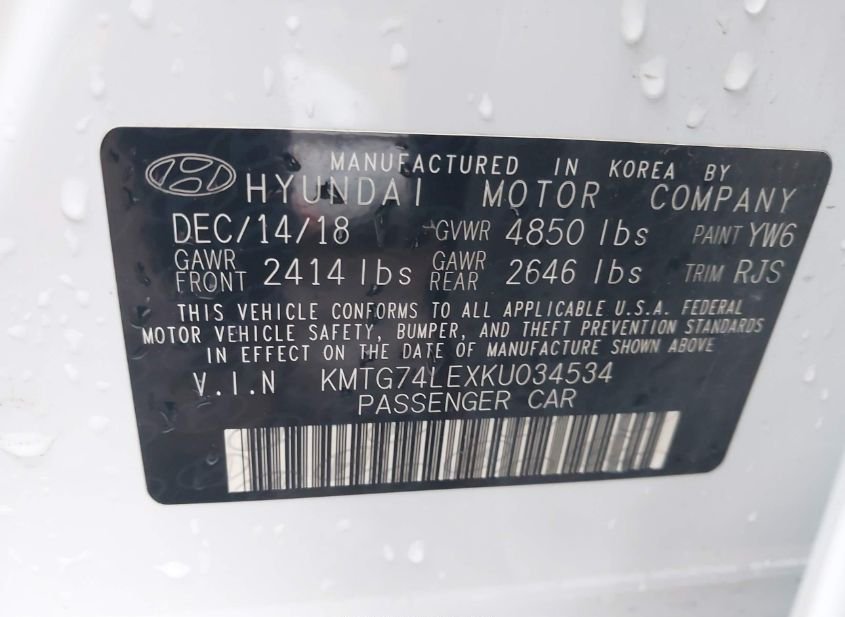 MANUFACTURED IN KOREA BY
HYUNDAI MOTOR COMPANY
DEC/14/18 GVWR 4850 lbs PAINT YW6
GAWR FRONT 2414 lbs GAWR REAR 2646 lbs TRIM RJS
THIS VEHICLE CONFORMS TO ALL APPLICABLE U.S.A. FEDERAL
MOTOR VEHICLE SAFETY, BUMPER, AND THEFT PREVENTION STANDARDS
IN EFFECT ON THE DATE OF MANUFACTURE SHOWN ABOVE
V.I.N KMTG74LEXKU034534
PASSENGER CAR